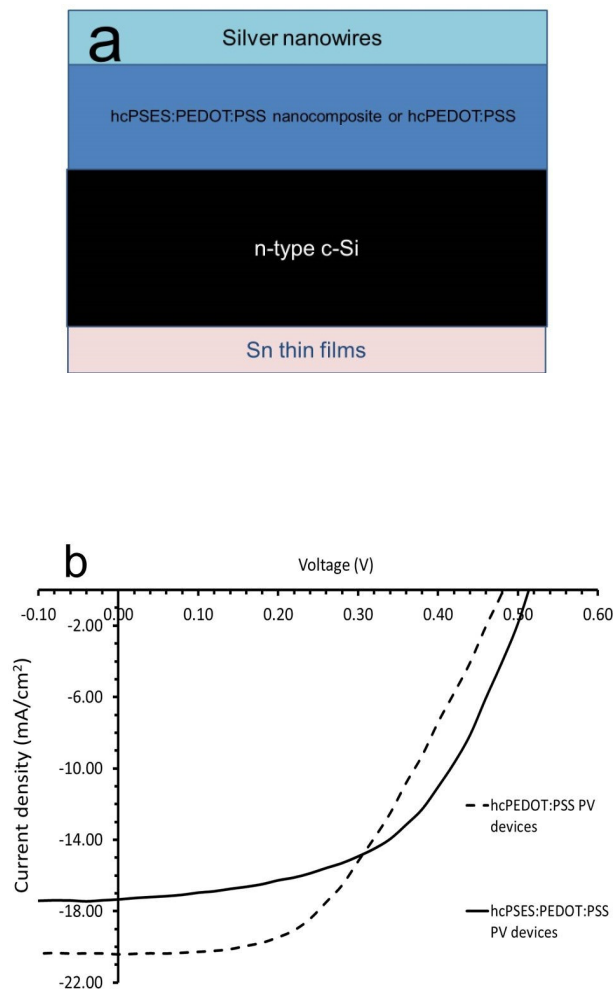 a
Silver nanowires
hcPSES:PEDOT:PSS nanocomposite or hcPEDOT:PSS
n-type c-Si
Sn thin films
b
Voltage (V)
-0.10 0.00 0.10 0.20 0.30 0.40 0.50 0.60
-2.00
-6.00
-10.00
-14.00
-18.00
-22.00
Current density (mA/cm²)
hcPEDOT:PSS PV
devices
hcPSES:PEDOT:PSS
PV devices